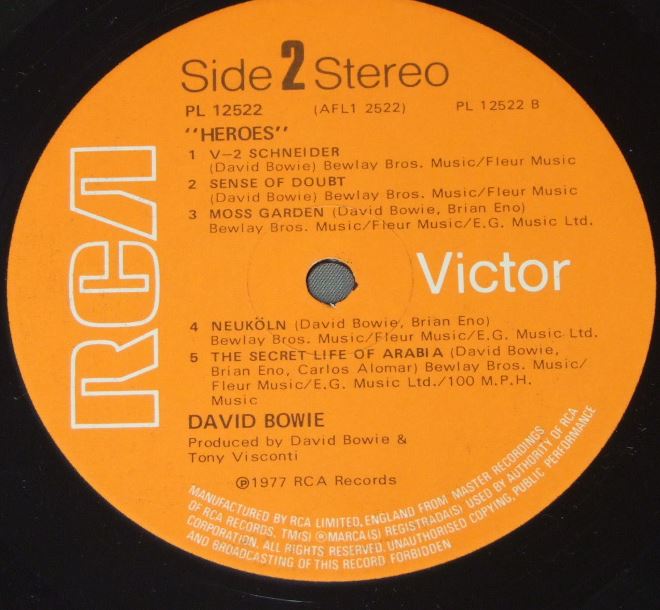 Side 2 Stereo
PL 12522 (AFL1 2522) PL 12522 B
"HEROES"
1 V-2 SCHNEIDER
(David Bowie) Bewlay Bros. Music/Fleur Music
2 SENSE OF DOUBT
(David Bowie) Bewlay Bros. Music/Fleur Music
3 MOSS GARDEN (David Bowie, Brian Eno)
Bewlay Bros. Music/Fleur Music/E.G. Music Ltd.
RCA
Victor
4 NEUKÖLN (David Bowie, Brian Eno)
Bewlay Bros. Music/Fleur Music/E.G. Music Ltd.
5 THE SECRET LIFE OF ARABIA (David Bowie,
Brian Eno, Carlos Alomar) Bewlay Bros. Music/
Fleur Music/E.G. Music Ltd./100 M.P.H.
Music
DAVID BOWIE
Produced by David Bowie &
Tony Visconti
℗1977 RCA Records
MANUFACTURED BY RCA LIMITED, ENGLAND FROM MASTER RECORDINGS
OF RCA RECORDS, TM(S) ® MARCA(S) REGISTRADA(S) USED BY AUTHORITY OF RCA
CORPORATION. ALL RIGHTS RESERVED. UNAUTHORISED COPYING, PUBLIC PERFORMANCE
AND BROADCASTING OF THIS RECORD FORBIDDEN